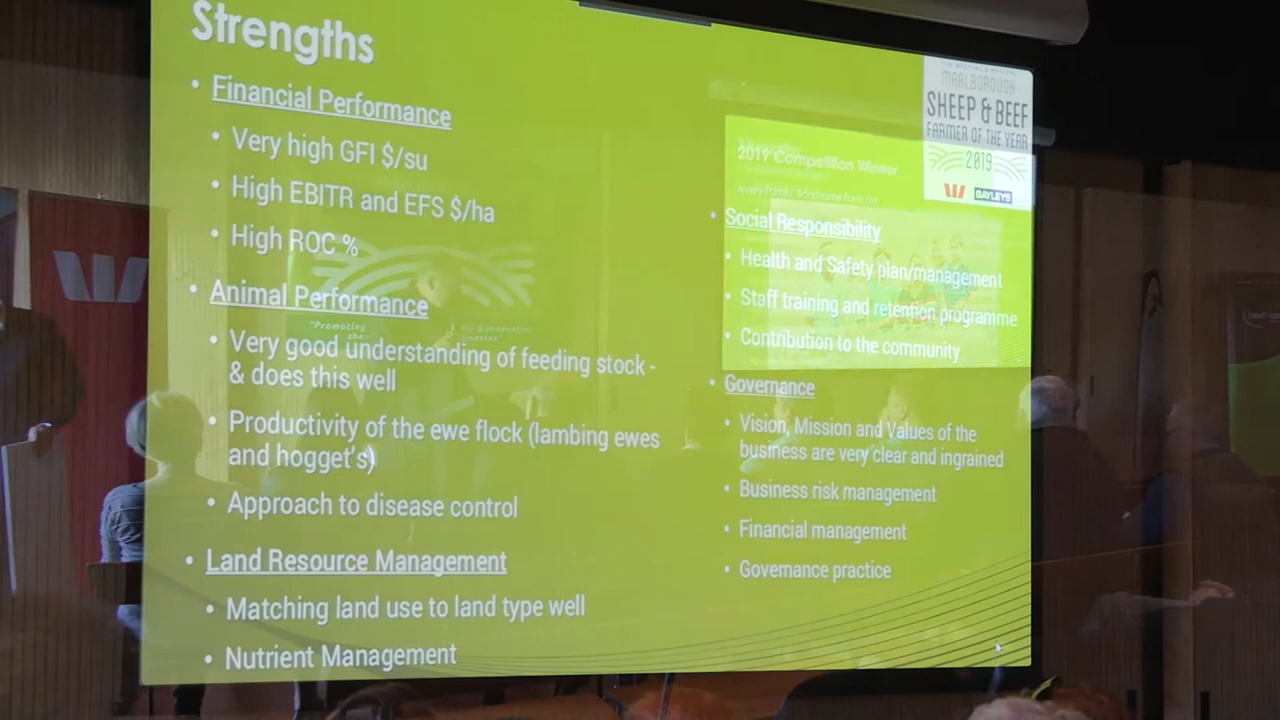 Strengths
• Financial Performance
• Very high GFI $/su
• High EBITR and EFS $/ha
• High ROC %
• Animal Performance
• Very good understanding of feeding stock -
& does this well
• Productivity of the ewe flock (lambing ewes
and hogget's)
• Approach to disease control
• Land Resource Management
• Matching land use to land type well
• Nutrient Management
"Promoting
the
MARLBOROUGH
SHEEP & BEEF
FARMER OF THE YEAR
2019
BAYLEYS
2019 Competition Winner
• Social Responsibility
• Health and Safety plan/management
• Staff training and retention programme
• Contribution to the community
• Governance
• Vision, Mission and Values of the
business are very clear and ingrained
• Business risk management
• Financial management
• Governance practice